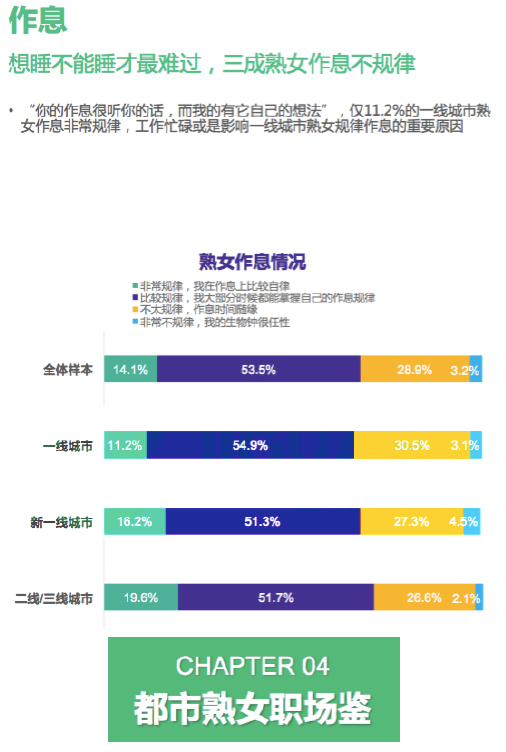 作息
想睡不能睡才最难过，三成熟女作息不规律
• “你的作息很听你的话，而我的有它自己的想法”，仅11.2%的一线城市熟
女作息非常规律，工作忙碌或是影响一线城市熟女规律作息的重要原因
熟女作息情况
非常规律，我在作息上比较自律
比较规律，我大部分时候都能掌握自己的作息规律
不太规律，作息时间随缘
非常不规律，我的生物钟很任性
全体样本 14.1% 53.5% 28.9% 3.2%
一线城市 11.2% 54.9% 30.5% 3.1%
新一线城市 16.2% 51.3% 27.3% 4.5%
二线/三线城市 19.6% 51.7% 26.6% 2.1%
CHAPTER 04
都市熟女职场鉴